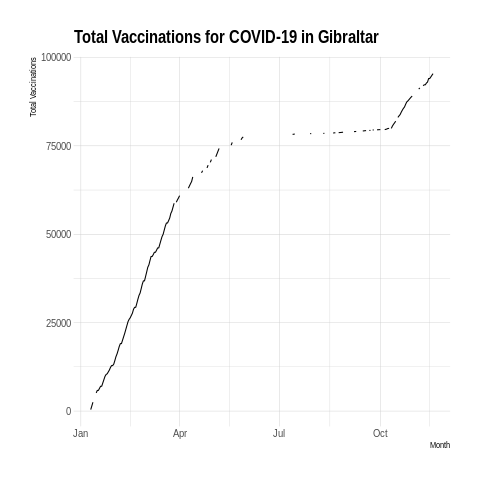 Total Vaccinations for COVID-19 in Gibraltar
Total Vaccinations
100000
75000
50000
25000
0
Jan Apr Jul Oct
Month